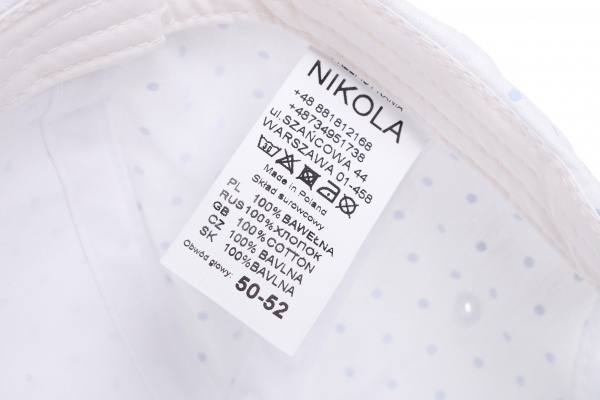 NIKOLA
+48 881812168
+48734951738
ul.SZAŃCOWA 44
WARSZAWA 01-458
Made in Poland
Skład surowcowy
PL 100% BAWEŁNA
RUS 100% ХЛОПОК
GB 100% COTTON
CZ 100% BAVLNA
SK 100%BAVLNA
Obwód głowy:
50-52